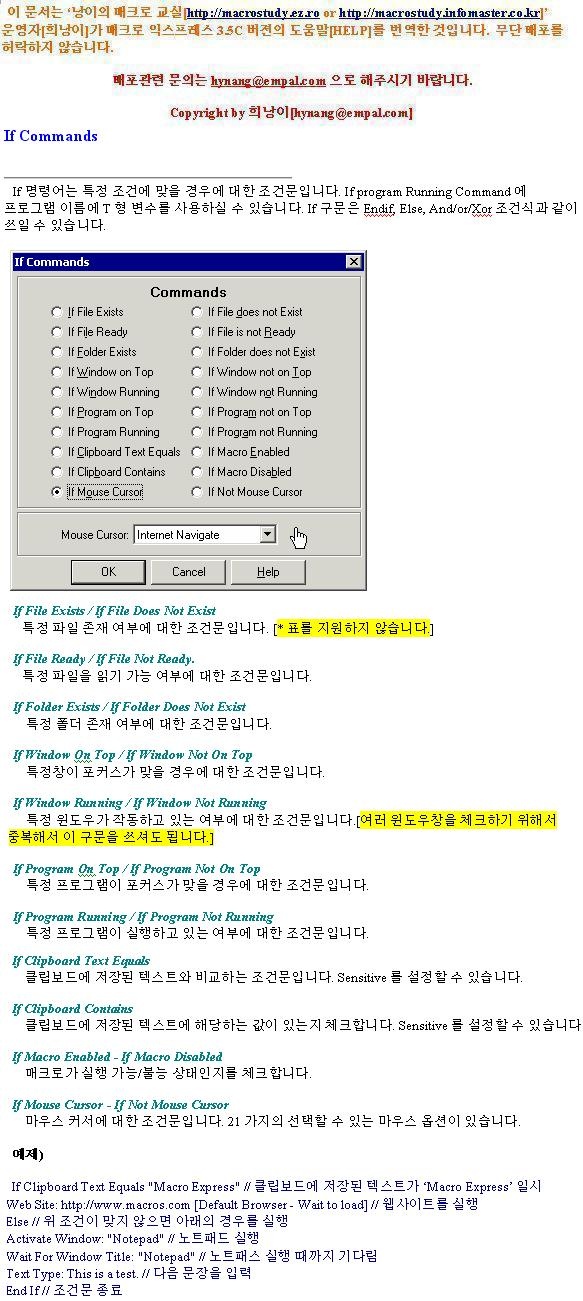 이 문서는 '낭이의 매크로 교실[http://macrostudy.ez.ro or http://macrostudy.infomaster.co.kr]'
운영자[희낭이]가 매크로 익스프레스 3.5C 버젼의 도움말[HELP]를 번역한 것입니다. 무단 배포를
허락하지 않습니다.
배포관련 문의는 hynang@empal.com 으로 해주시기 바랍니다.
Copyright by 희낭이[hynang@empal.com]
If Commands
If 명령어는 특정 조건에 맞을 경우에 대한 조건문입니다. If program Running Command 에
프로그램 이름에 T 형 변수를 사용하실 수 있습니다. If 구문은 Endif, Else, And/or/Xor 조건식과 같이
쓰일 수 있습니다.
If Commands
Commands
If File Exists If File does not Exist
If File Ready If File is not Ready
If Folder Exists If Folder does not Exist
If Window on Top If Window not on Top
If Window Running If Window not Running
If Program on Top If Program not on Top
If Program Running If Program not Running
If Clipboard Text Equals If Macro Enabled
If Clipboard Contains If Macro Disabled
If Mouse Cursor If Not Mouse Cursor
Mouse Cursor: Internet Navigate
OK Cancel Help
If File Exists / If File Does Not Exist
특정 파일 존재 여부에 대한 조건문입니다. [* 표를 지원하지 않습니다.]
If File Ready / If File Not Ready.
특정 파일을 읽기 가능 여부에 대한 조건문입니다.
If Folder Exists / If Folder Does Not Exist
특정 폴더 존재 여부에 대한 조건문입니다.
If Window On Top / If Window Not On Top
특정창이 포커스가 맞을 경우에 대한 조건문입니다.
If Window Running / If Window Not Running
특정 윈도우가 작동하고 있는 여부에 대한 조건문입니다.[여러 윈도우창을 체크하기 위해서
중복해서 이 구문을 쓰셔도 됩니다.]
If Program On Top / If Program Not On Top
특정 프로그램이 포커스가 맞을 경우에 대한 조건문입니다.
If Program Running / If Program Not Running
특정 프로그램이 실행하고 있는 여부에 대한 조건문입니다.
If Clipboard Text Equals
클립보드에 저장된 텍스트와 비교하는 조건문입니다. Sensitive 를 설정할 수 있습니다.
If Clipboard Contains
클립보드에 저장된 텍스트에 해당하는 값이 있는지 체크합니다. Sensitive 를 설정할 수 있습니다
If Macro Enabled - If Macro Disabled
매크로가 실행 가능/불능 상태인지를 체크합니다.
If Mouse Cursor - If Not Mouse Cursor
마우스 커서에 대한 조건문입니다. 21 가지의 선택할 수 있는 마우스 옵션이 있습니다.
예제)
If Clipboard Text Equals "Macro Express" // 클립보드에 저장된 텍스트가 'Macro Express' 일시
Web Site: http://www.macros.com [Default Browser - Wait to load] // 웹사이트를 실행
Else // 위 조건이 맞지 않으면 아래의 경우를 실행
Activate Window: "Notepad" // 노트패드 실행
Wait For Window Title: "Notepad" // 노트패스 실행 때까지 기다림
Text Type: This is a test. // 다음 문장을 입력
End If // 조건문 종료